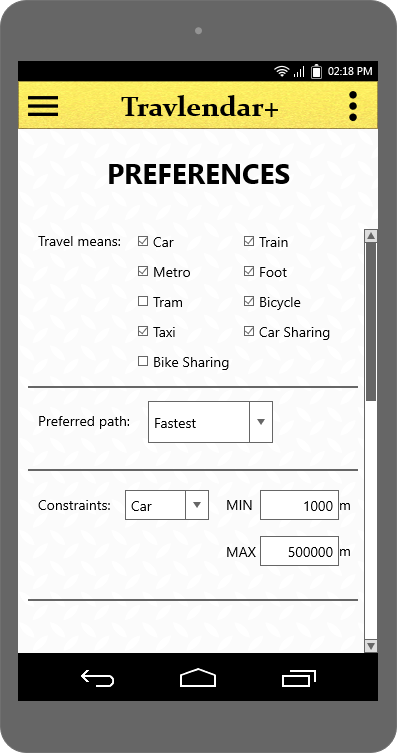 02:18 PM
Travlendar+
PREFERENCES
Travel means: Car Train
Metro Foot
Tram Bicycle
Taxi Car Sharing
Bike Sharing
Preferred path: Fastest
Constraints: Car MIN 1000 m
MAX 500000 m